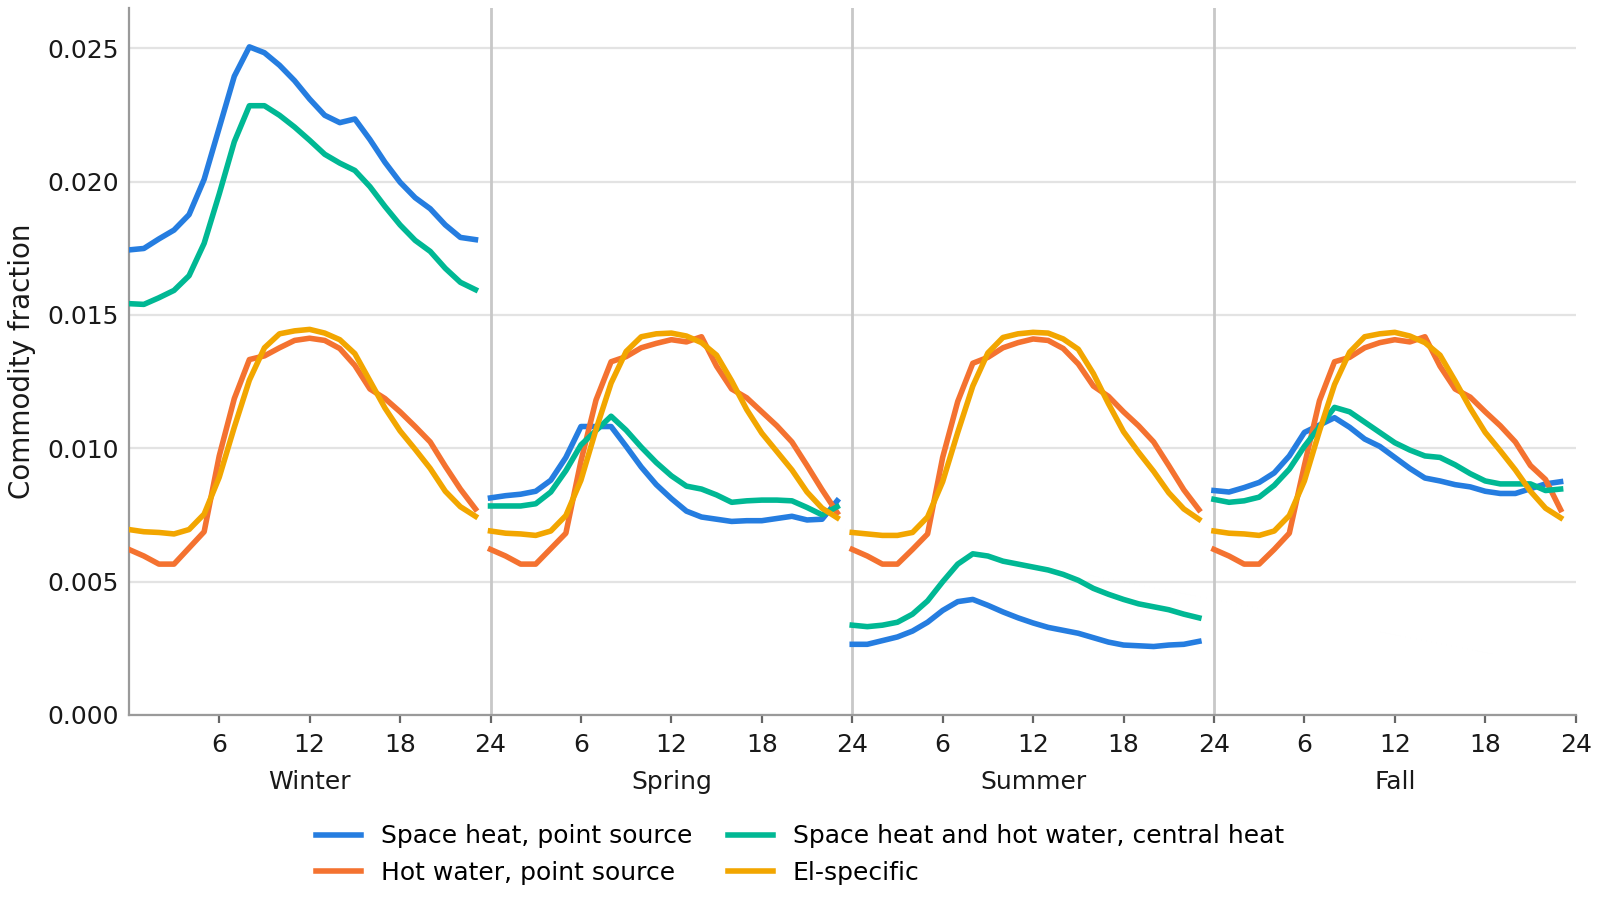 Commodity fraction
0.025
0.020
0.015
0.010
0.005
0.000
6 12 18 24 6 12 18 24 6 12 18 24 6 12 18 24
Winter Spring Summer Fall
Space heat, point source Space heat and hot water, central heat
Hot water, point source El-specific